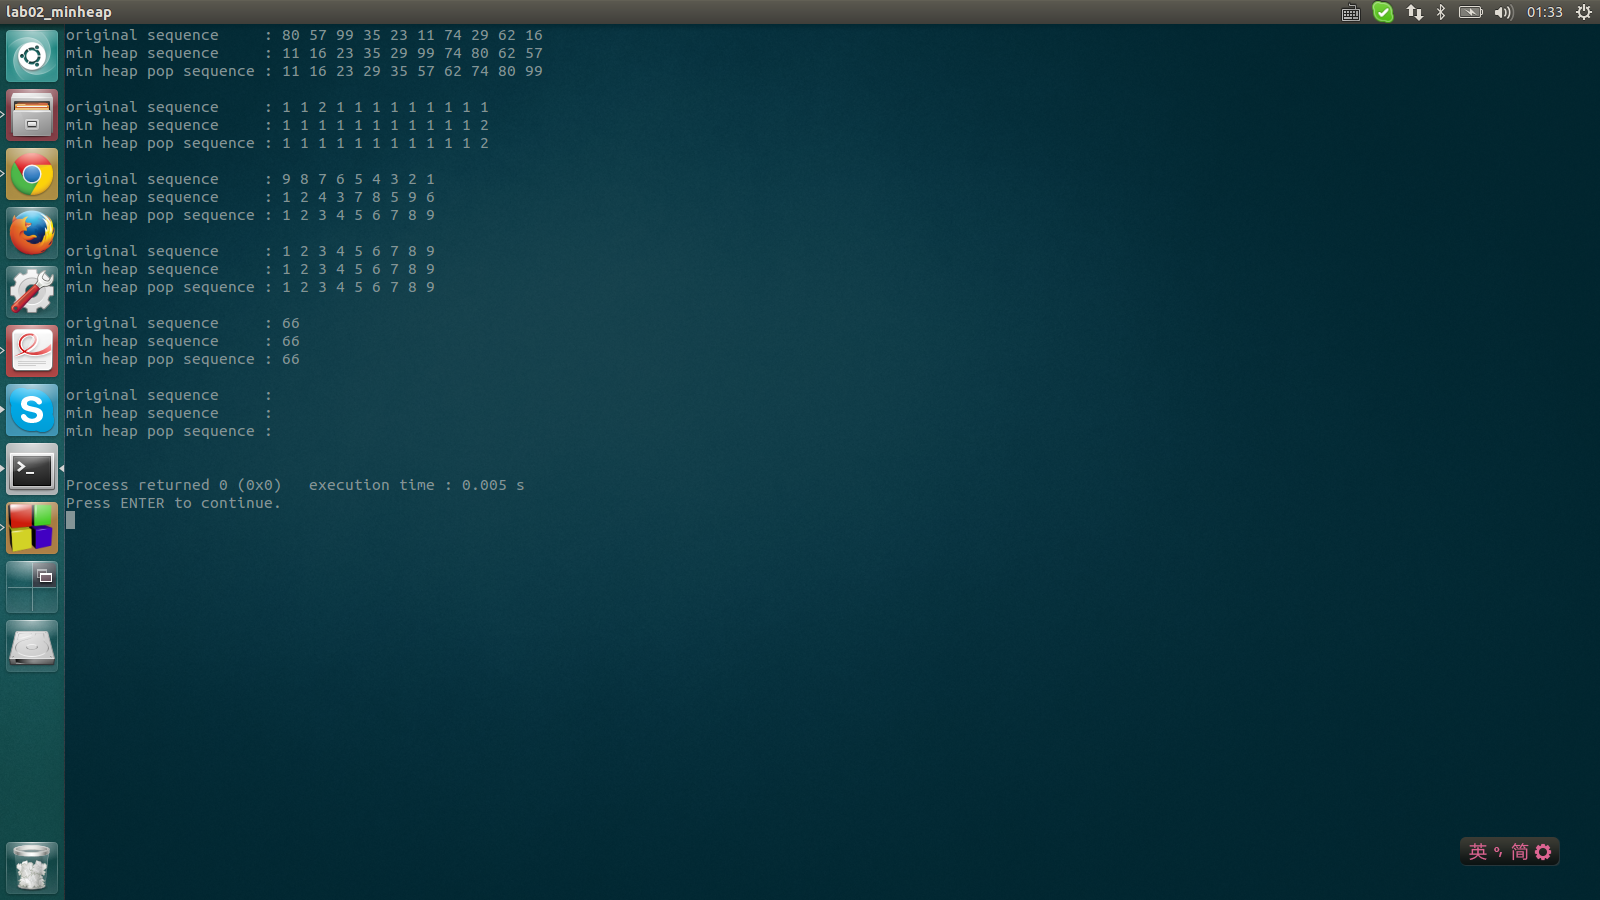 lab02_minheap
01:33
original sequence     : 80 57 99 35 23 11 74 29 62 16
min heap sequence     : 11 16 23 35 29 99 74 80 62 57
min heap pop sequence : 11 16 23 29 35 57 62 74 80 99
original sequence     : 1 1 2 1 1 1 1 1 1 1 1 1
min heap sequence     : 1 1 1 1 1 1 1 1 1 1 1 2
min heap pop sequence : 1 1 1 1 1 1 1 1 1 1 1 2
original sequence     : 9 8 7 6 5 4 3 2 1
min heap sequence     : 1 2 4 3 7 8 5 9 6
min heap pop sequence : 1 2 3 4 5 6 7 8 9
original sequence     : 1 2 3 4 5 6 7 8 9
min heap sequence     : 1 2 3 4 5 6 7 8 9
min heap pop sequence : 1 2 3 4 5 6 7 8 9
original sequence     : 66
min heap sequence     : 66
min heap pop sequence : 66
original sequence     :
min heap sequence     :
min heap pop sequence :
Process returned 0 (0x0)   execution time : 0.005 s
Press ENTER to continue.
英 简